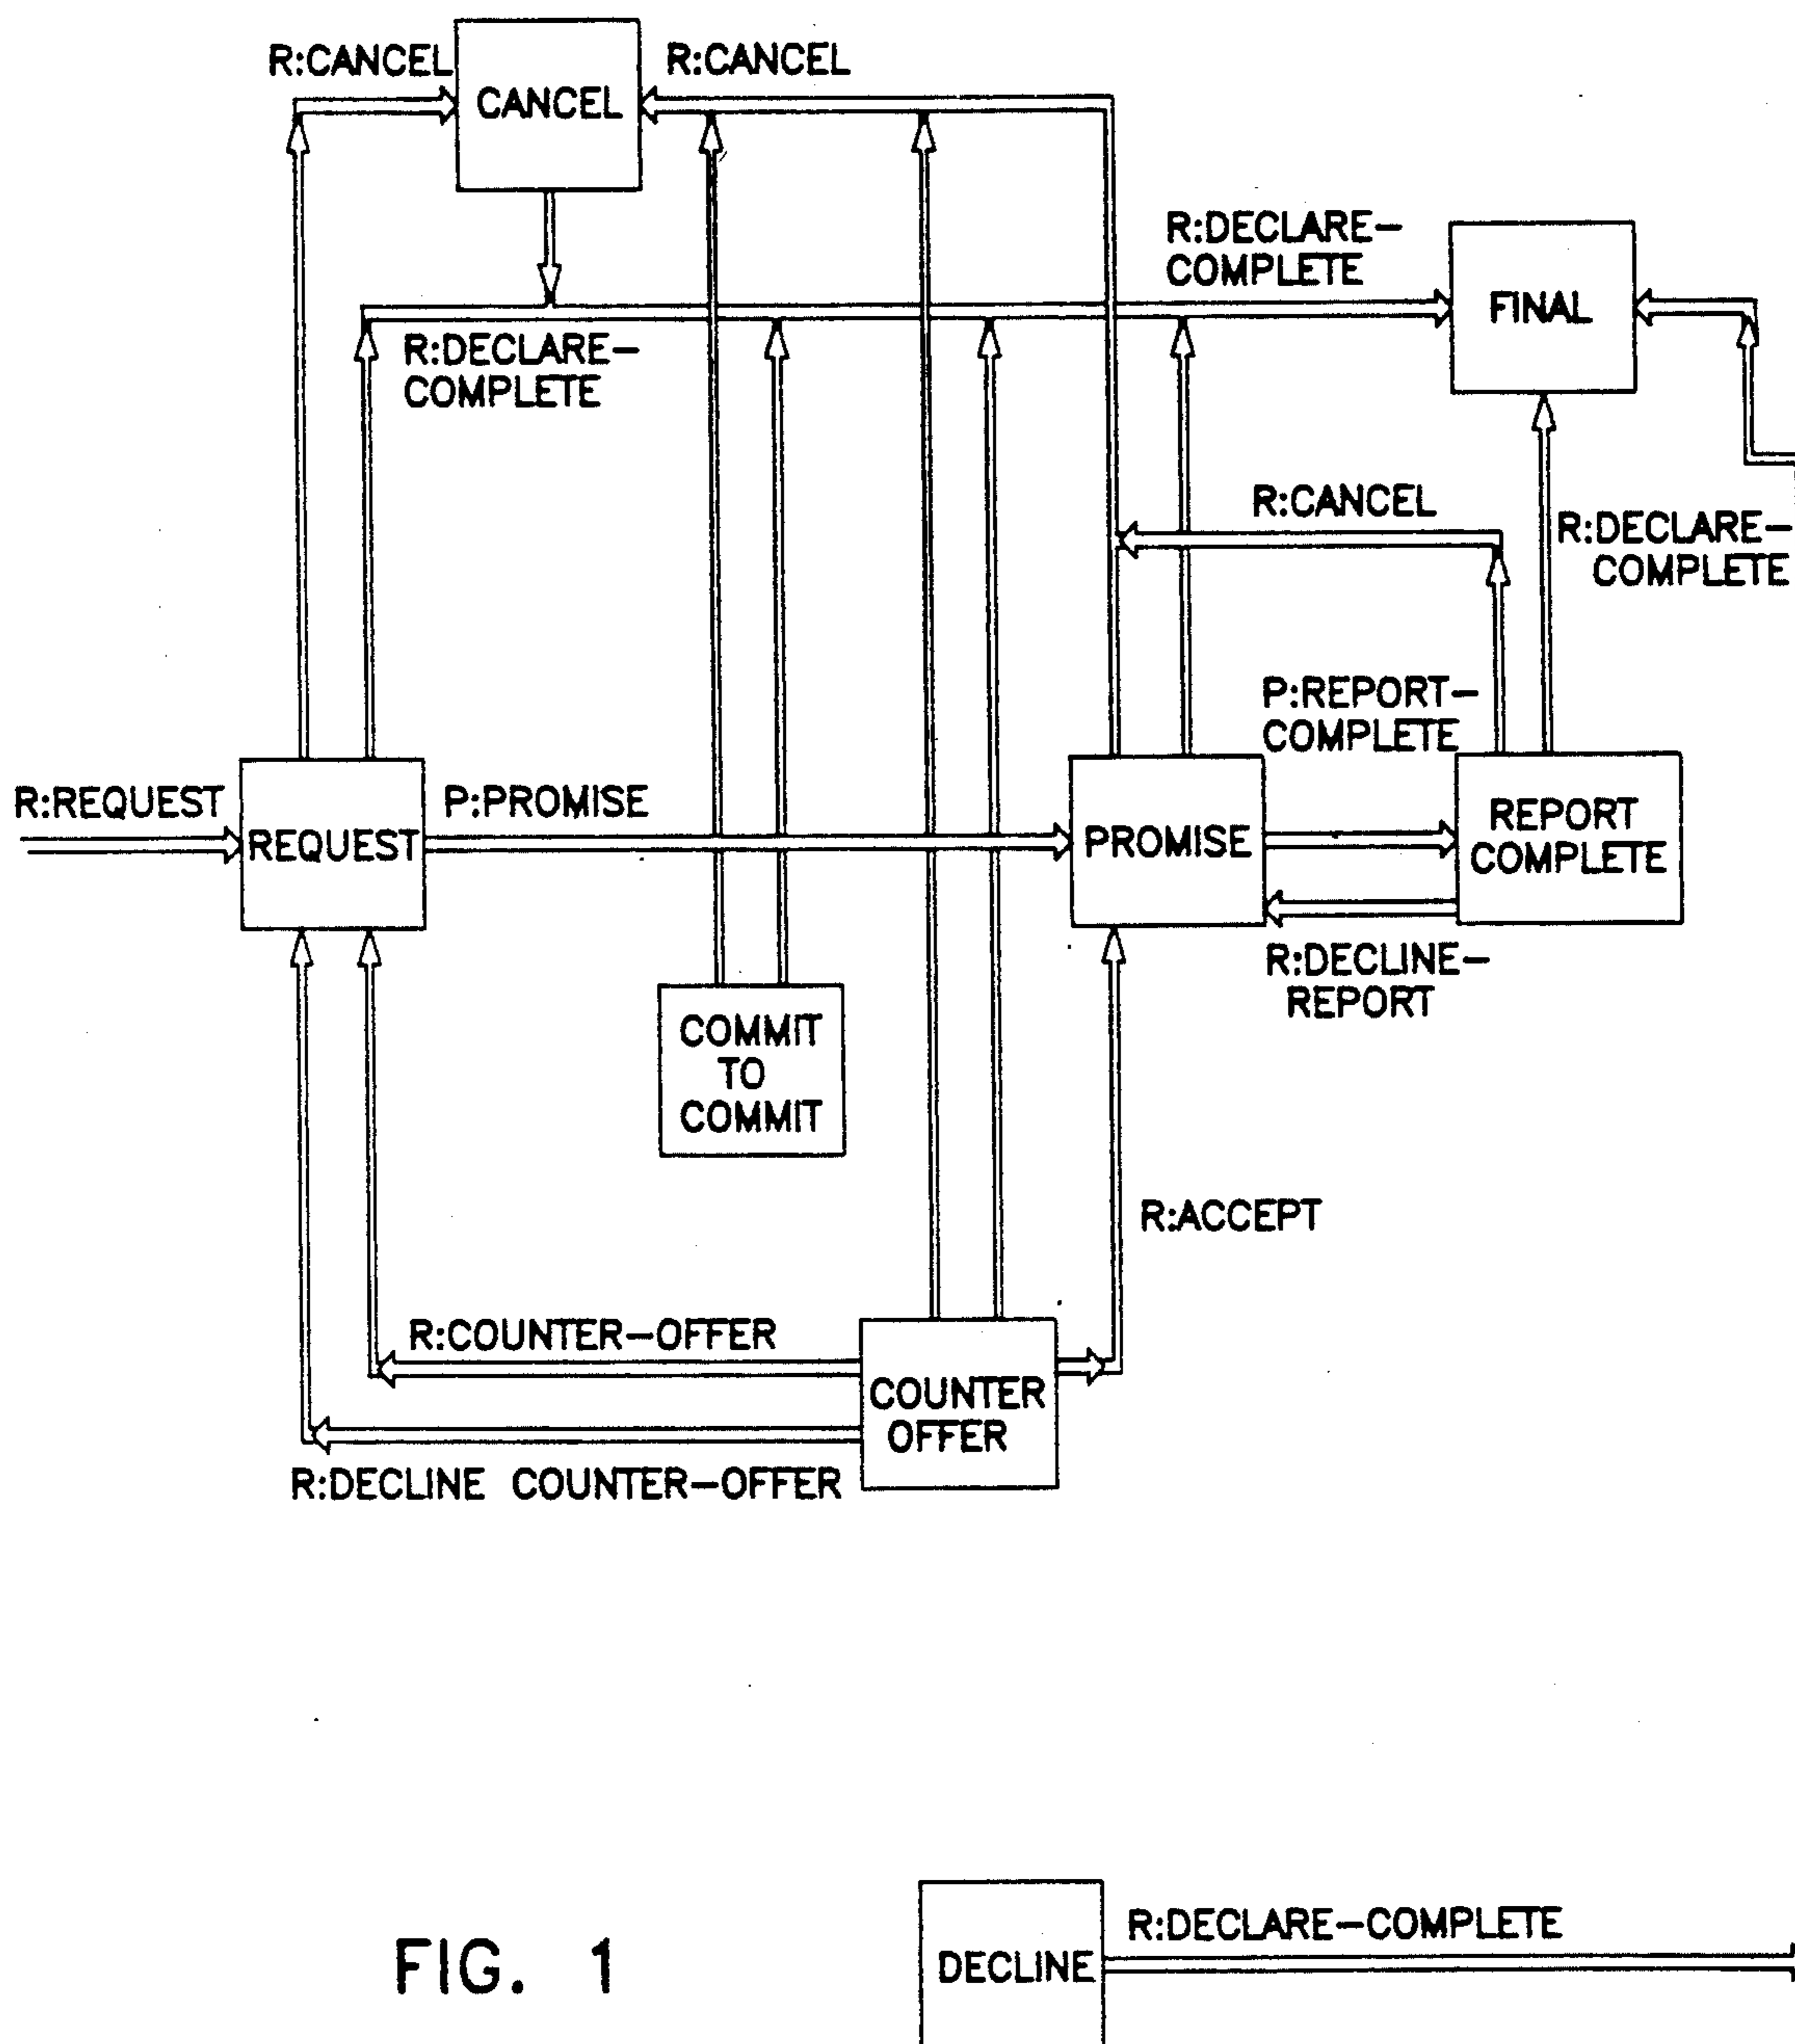 R:CANCEL
CANCEL
R:CANCEL
R:DECLARE-
COMPLETE
FINAL
R:DECLARE-
COMPLETE
R:CANCEL
R:DECLARE-
COMPLETE
P:REPORT-
COMPLETE
R:REQUEST
REQUEST
P:PROMISE
PROMISE
REPORT
COMPLETE
R:DECLINE-
REPORT
COMMIT
TO
COMMIT
R:ACCEPT
R:COUNTER-OFFER
COUNTER
OFFER
R:DECLINE COUNTER-OFFER
FIG. 1
DECLINE
R:DECLARE-COMPLETE